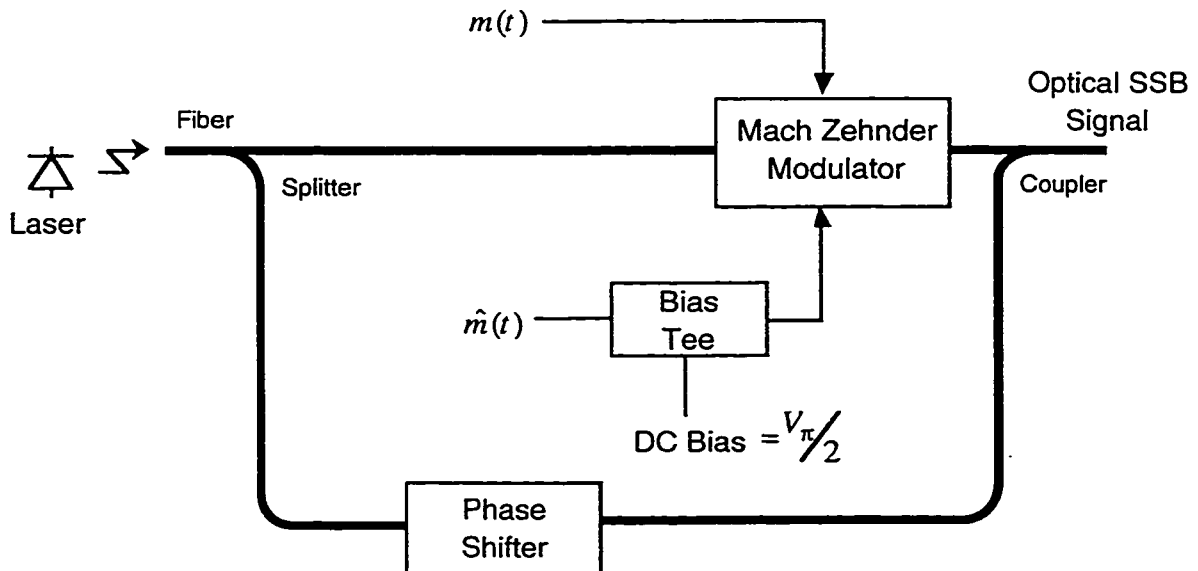 m(t)
Optical SSB
Signal
Fiber
Mach Zehnder
Modulator
Splitter
Coupler
Laser
m̂(t)
Bias
Tee
DC Bias = Vπ/2
Phase
Shifter